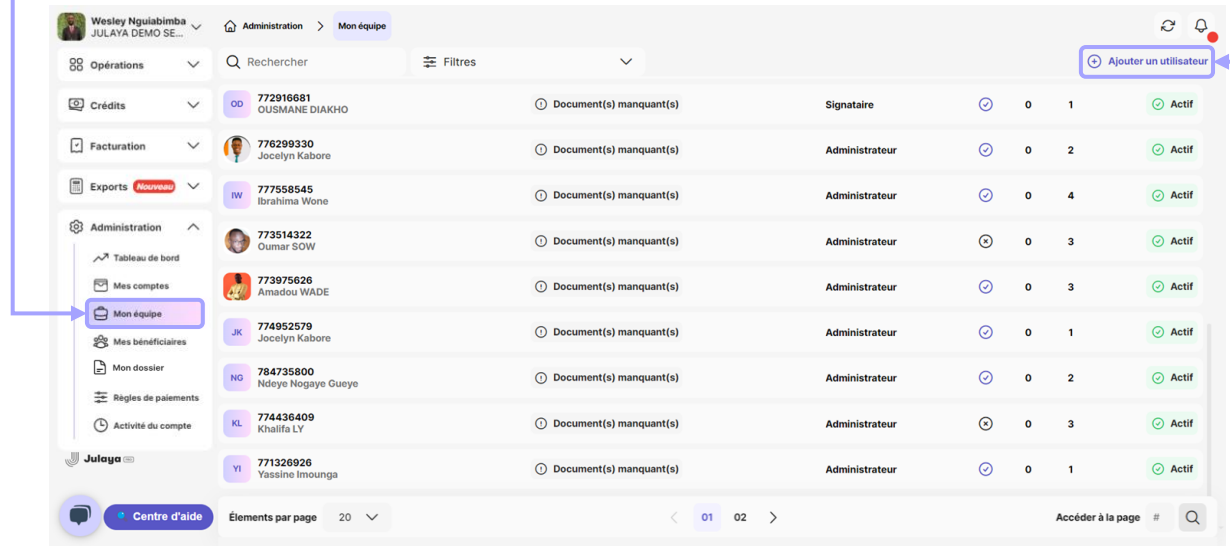 Wesley Nguiabimba
JULAYA DEMO SE...
Administration
Mon équipe
Opérations
Rechercher
Filtres
Ajouter un utilisateur
Crédits
OD
772916681
OUSMANE DIAKHO
Document(s) manquant(s)
Signataire
0
1
Actif
Facturation
776299330
Jocelyn Kabore
Document(s) manquant(s)
Administrateur
0
2
Actif
Exports
Nouveau
IW
777558545
Ibrahima Wone
Document(s) manquant(s)
Administrateur
0
4
Actif
Administration
773514322
Oumar SOW
Document(s) manquant(s)
Administrateur
0
3
Actif
Tableau de bord
Mes comptes
773975626
Amadou WADE
Document(s) manquant(s)
Administrateur
0
3
Actif
Mon équipe
Mes bénéficiaires
JK
774952579
Jocelyn Kabore
Document(s) manquant(s)
Administrateur
0
1
Actif
Mon dossier
Règles de paiements
NG
784735800
Ndeye Nogaye Gueye
Document(s) manquant(s)
Administrateur
0
2
Actif
Activité du compte
KL
774436409
Khalifa LY
Document(s) manquant(s)
Administrateur
0
3
Actif
Julaya
YI
771326926
Yassine Imounga
Document(s) manquant(s)
Administrateur
0
1
Actif
Centre d'aide
Élements par page
20
01
02
Accéder à la page
#